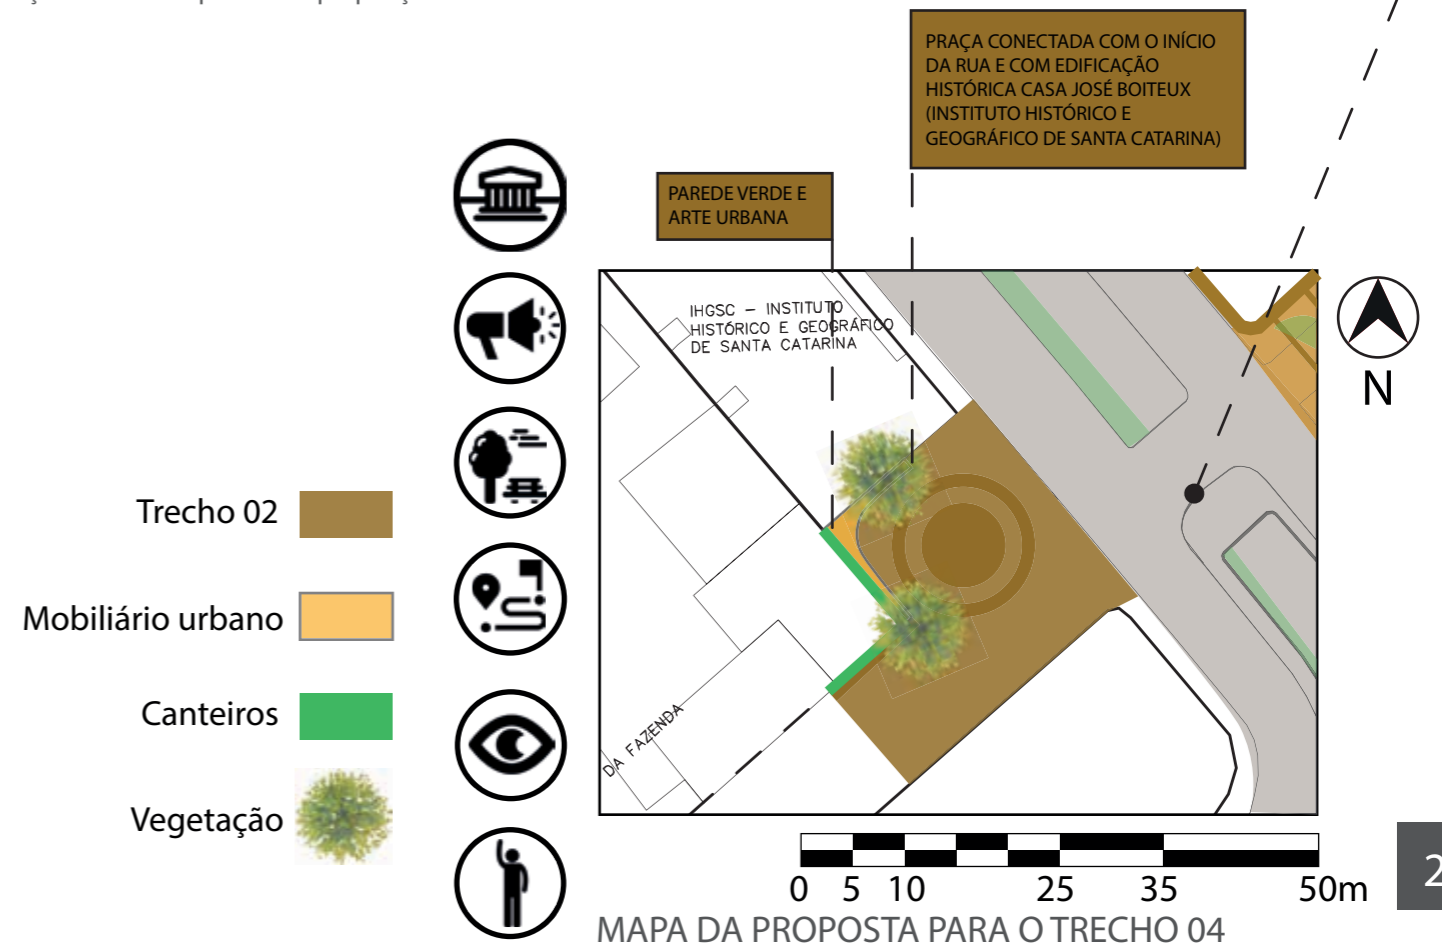 PRAÇA CONECTADA COM O INÍCIO
DA RUA E COM EDIFICAÇÃO
HISTÓRICA CASA JOSÉ BOITEUX
(INSTITUTO HISTÓRICO E
GEOGRÁFICO DE SANTA CATARINA)
PAREDE VERDE E
ARTE URBANA
IHGSC – INSTITUTO
HISTÓRICO E GEOGRÁFICO
DE SANTA CATARINA
N
Trecho 02
Mobiliário urbano
Canteiros
Vegetação
DA FAZENDA
0 5 10 25 35 50m
2
MAPA DA PROPOSTA PARA O TRECHO 04